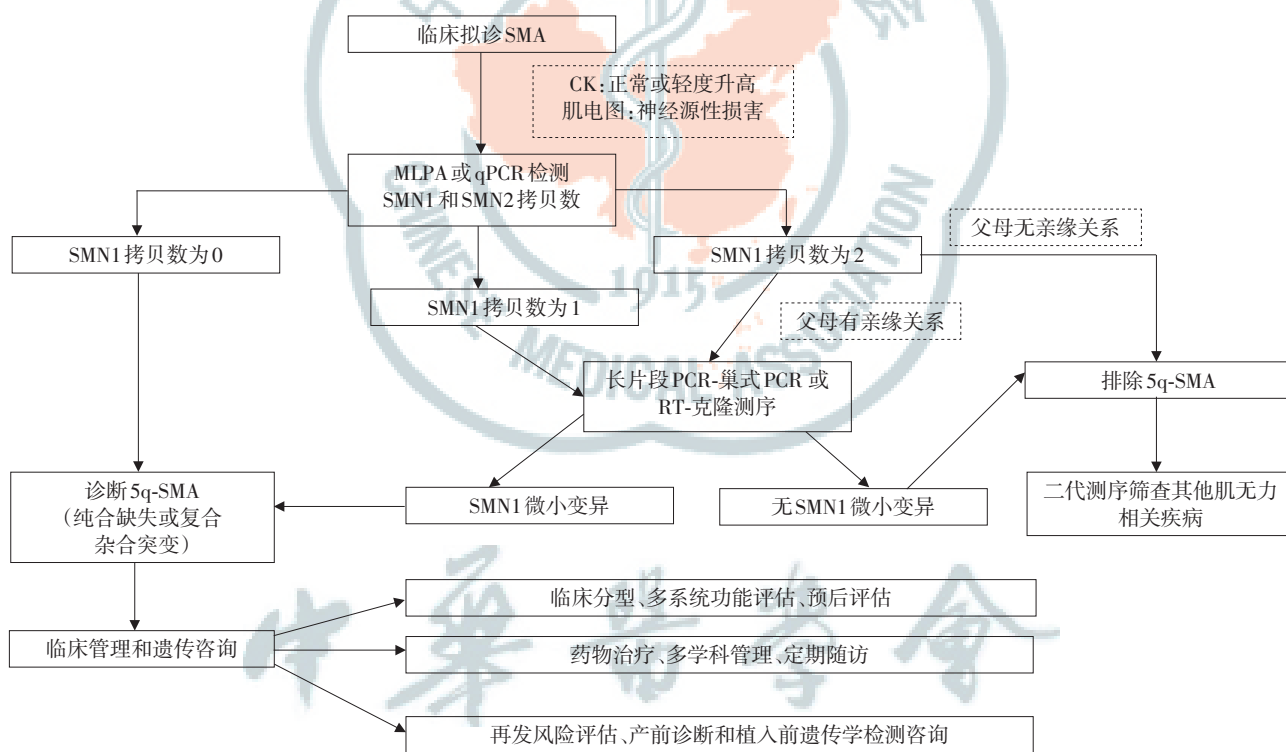 临床拟诊SMA
CK:正常或轻度升高
肌电图:神经源性损害
MLPA或qPCR检测
SMN1和SMN2拷贝数
父母无亲缘关系
SMN1拷贝数为0
SMN1拷贝数为2
SMN1拷贝数为1
父母有亲缘关系
长片段PCR-巢式PCR或
RT-克隆测序
排除5q-SMA
诊断5q-SMA
(纯合缺失或复合
杂合突变)
SMN1微小变异
无SMN1微小变异
二代测序筛查其他肌无力
相关疾病
临床分型、多系统功能评估、预后评估
临床管理和遗传咨询
药物治疗、多学科管理、定期随访
再发风险评估、产前诊断和植入前遗传学检测咨询
1915
CHINESE MEDICAL ASSOCIATION
中华医学会